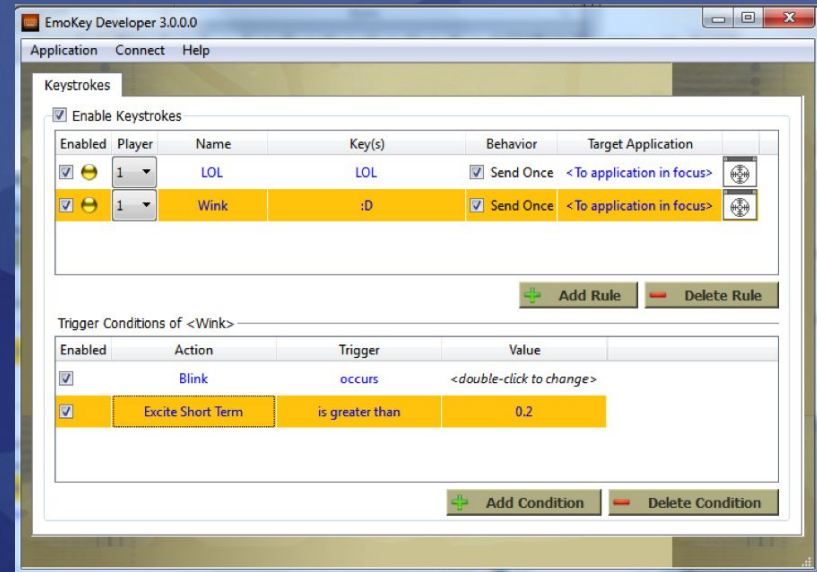 EmoKey Developer 3.0.0.0
Application Connect Help
Keystrokes
Enable Keystrokes
Enabled Player Name Key(s) Behavior Target Application
1 LOL LOL Send Once <To application in focus>
1 Wink :D Send Once <To application in focus>
Add Rule Delete Rule
Trigger Conditions of <Wink>
Enabled Action Trigger Value
Blink occurs <double-click to change>
Excite Short Term is greater than 0.2
Add Condition Delete Condition